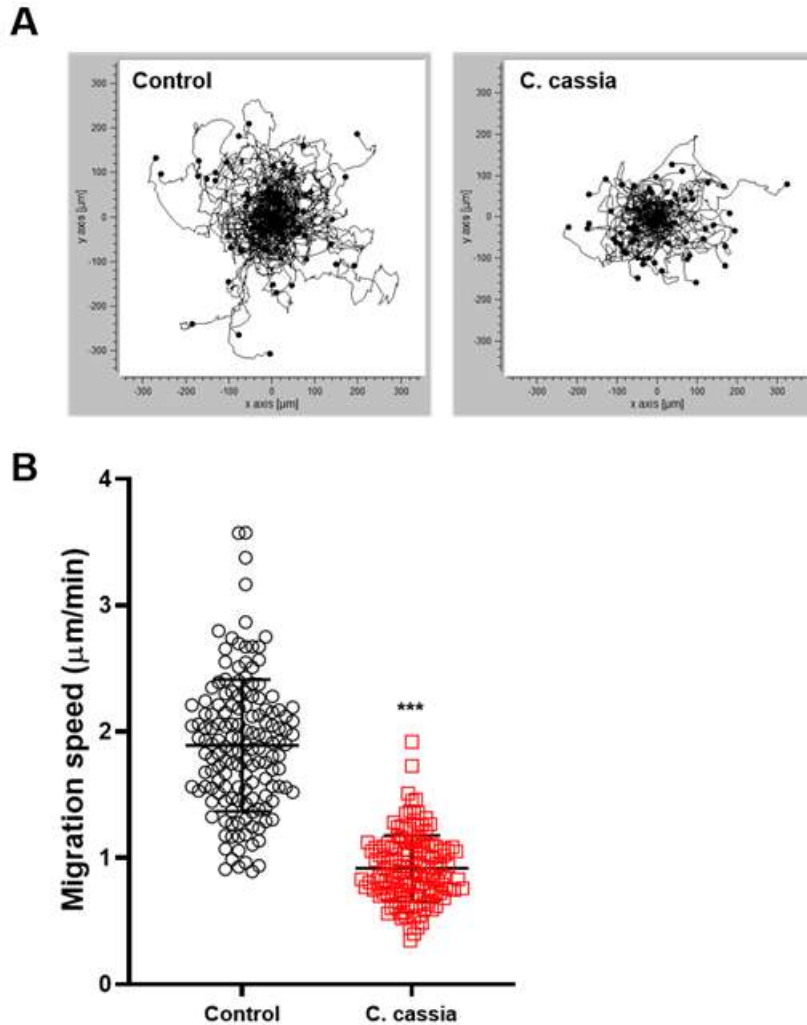 A
Control
300
200
100
0
-100
-200
-300
y axis [µm]
-300 -200 -100 0 100 200 300
x axis [µm]
C. cassia
300
200
100
0
-100
-200
-300
y axis [µm]
-300 -200 -100 0 100 200 300
x axis [µm]
B
4
3
2
1
0
Migration speed (µm/min)
***
Control C. cassia